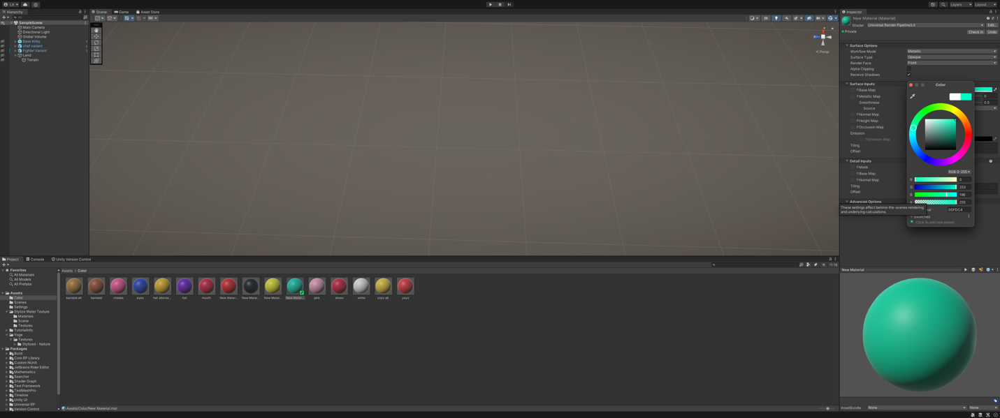 LA
Layers
Layout
Hierarchy
All
SampleScene
Main Camera
Directional Light
Global Volume
Base Kirby
chef variant
Fighter Variant
Land
Terrain
Scene
Game
Asset Store
2D
Persp
Inspector
New Material (Material)
Shader
Universal Render Pipeline/Lit
Edit...
Private
Check In
Undo
Surface Options
Workflow Mode
Metallic
Surface Type
Opaque
Render Face
Front
Alpha Clipping
Receive Shadows
Surface Inputs
Base Map
Metallic Map
0
Smoothness
0.5
Source
Normal Map
Height Map
Occlusion Map
Emission
Emission Map
Tiling
Offset
Detail Inputs
Mask
Base Map
Normal Map
Tiling
Offset
Advanced Options
These settings affect behind-the-scenes rendering
and underlying calculations.
Color
RGB 0-255
R
0
G
253
B
196
A
255
00FDC4
Swatches
Click to add new preset
Project
Console
Unity Version Control
Favorites
All Materials
All Models
All Prefabs
Assets
Color
Scenes
Settings
Stylize Water Texture
Materials
Scene
Textures
TutorialInfo
Yoge
Textures
Stylized - Nature
Packages
Burst
Core RP Library
Custom NUnit
JetBrains Rider Editor
Mathematics
Searcher
Shader Graph
Test Framework
TextMeshPro
Timeline
Unity UI
Universal RP
Version Control
Assets > Color
cheeks
eyes
hat alterna...
hat
mouth
New Mater...
New Mater...
New Mater...
New Mater...
pink
shoes
white
yoyo alt
yoyo
Assets/Color/New Material.mat
New Material
AssetBundle
None
None